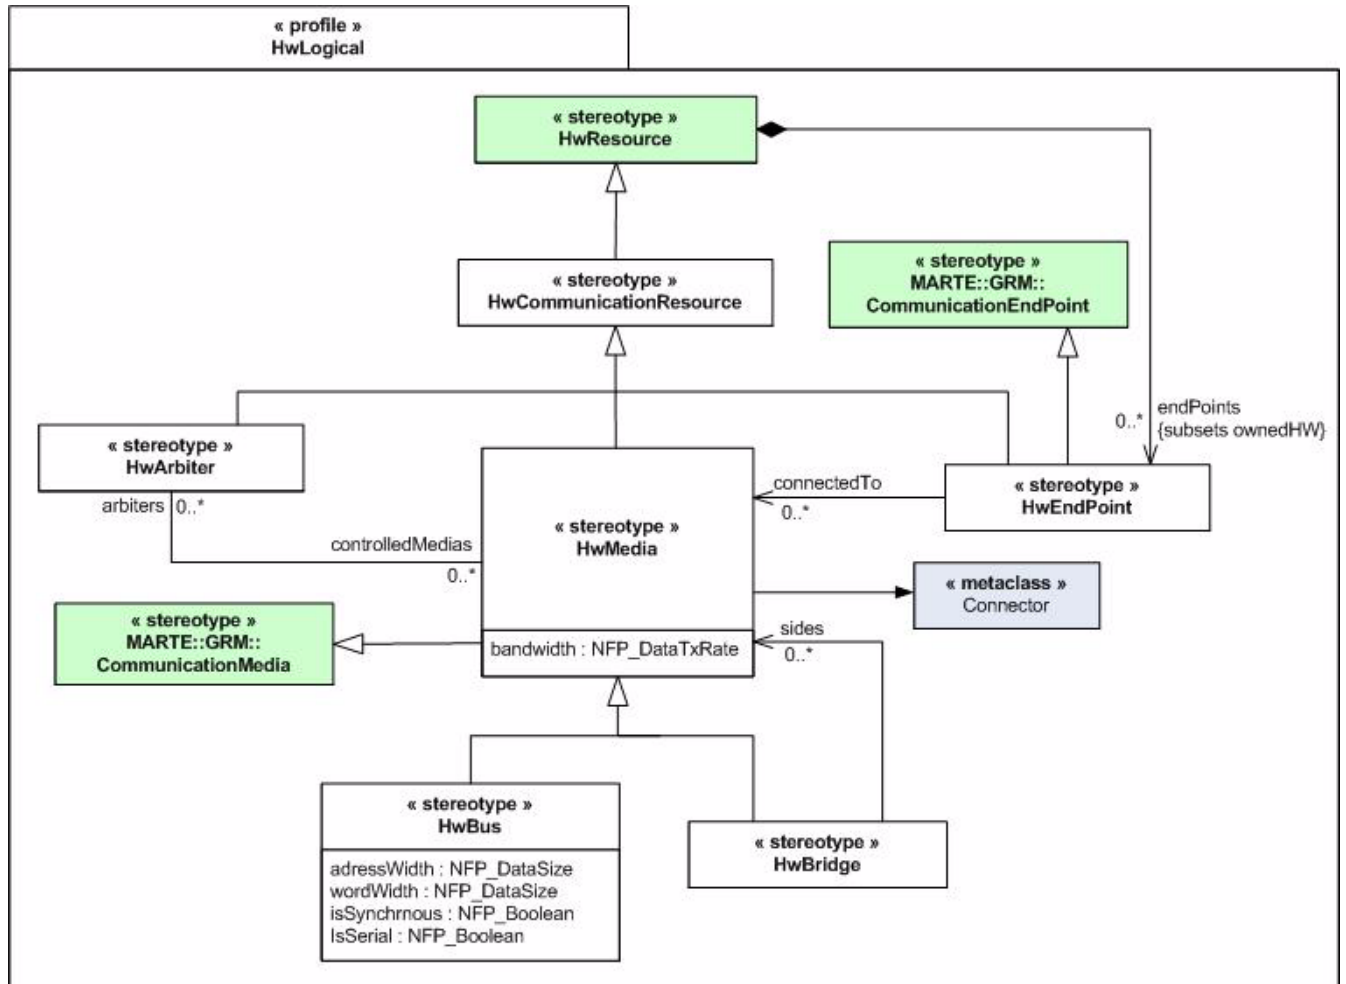 « profile »
HwLogical
« stereotype »
HwResource
« stereotype »
MARTE::GRM::
CommunicationEndPoint
« stereotype »
HwCommunicationResource
endPoints
0..*
{subsets ownedHW}
« stereotype »
HwArbiter
arbiters
0..*
« stereotype »
HwMedia
bandwidth : NFP_DataTxRate
connectedTo
0..*
« stereotype »
HwEndPoint
controlledMedias
0..*
« metaclass »
Connector
« stereotype »
MARTE::GRM::
CommunicationMedia
sides
0..*
« stereotype »
HwBus
adressWidth : NFP_DataSize
wordWidth : NFP_DataSize
isSynchrnous : NFP_Boolean
IsSerial : NFP_Boolean
« stereotype »
HwBridge